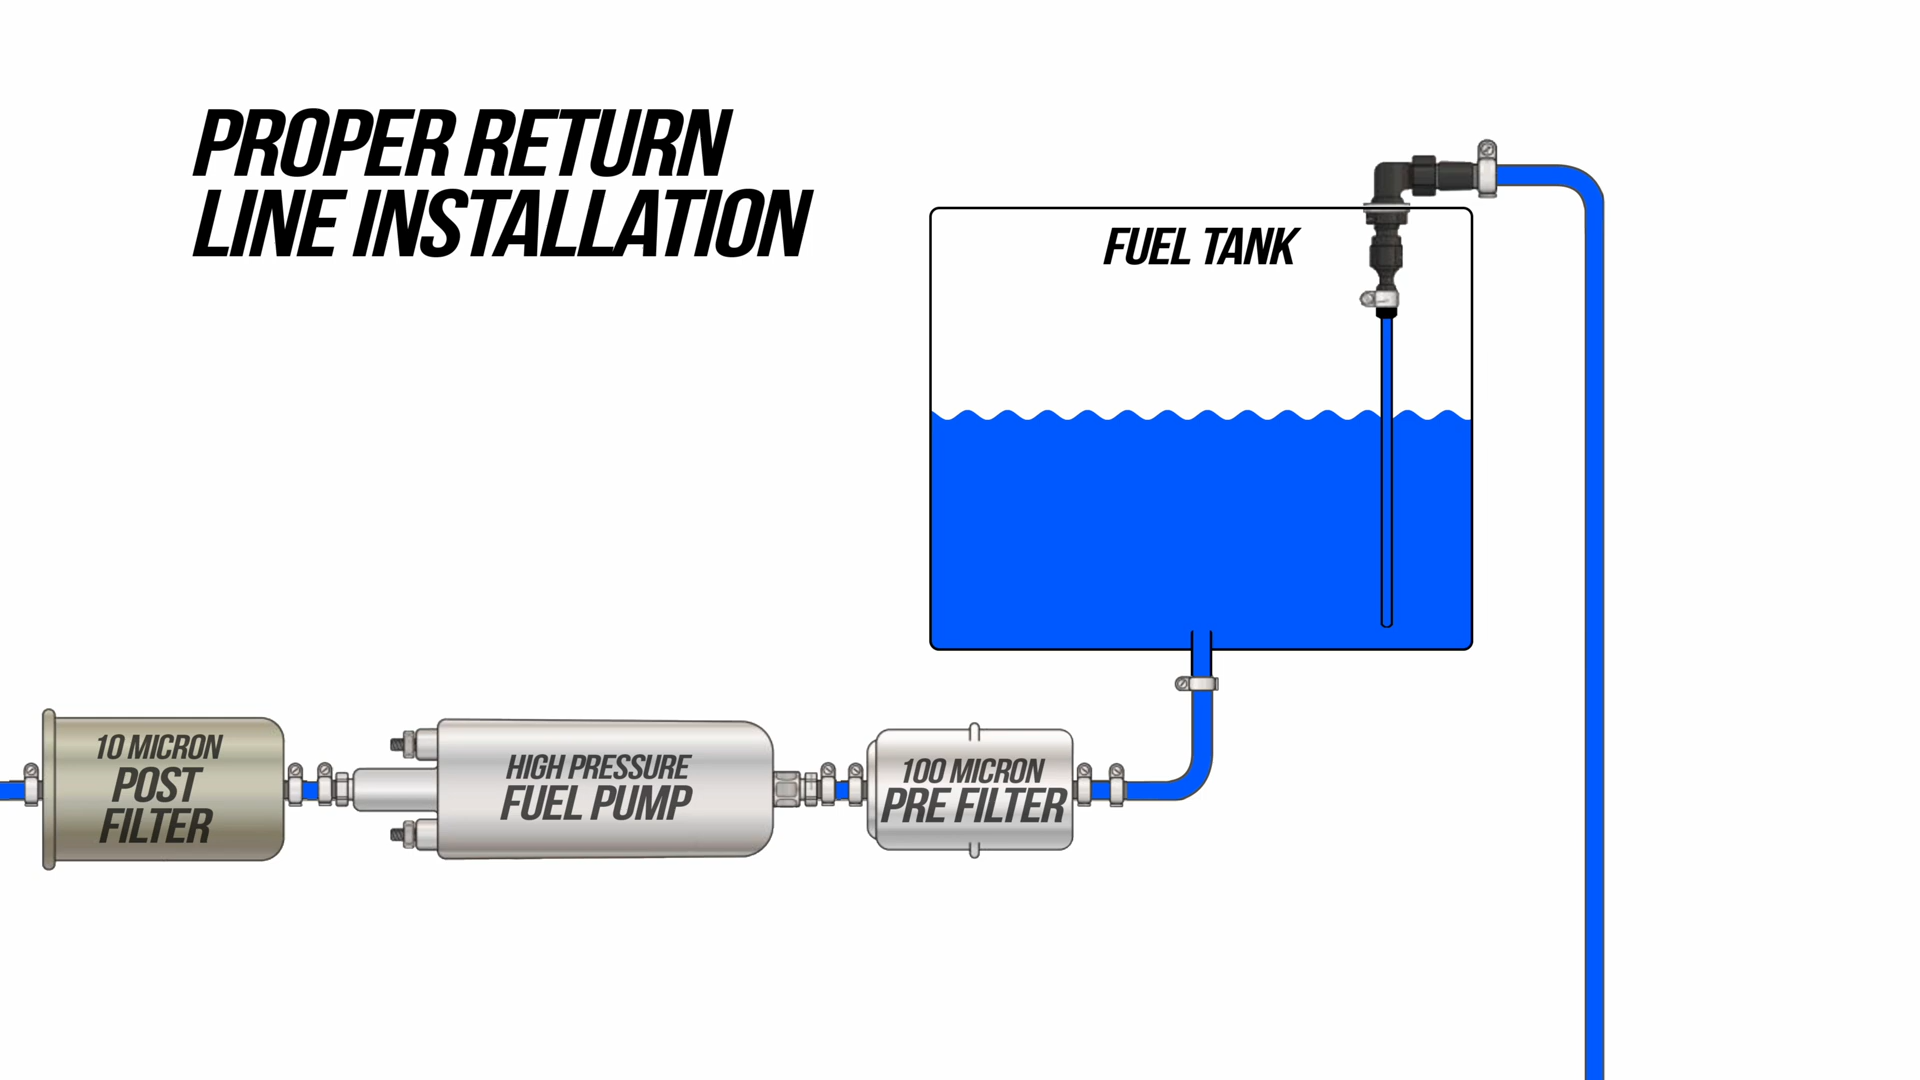 PROPER RETURN
LINE INSTALLATION
FUEL TANK
10 MICRON
POST
FILTER
HIGH PRESSURE
FUEL PUMP
100 MICRON
PRE FILTER